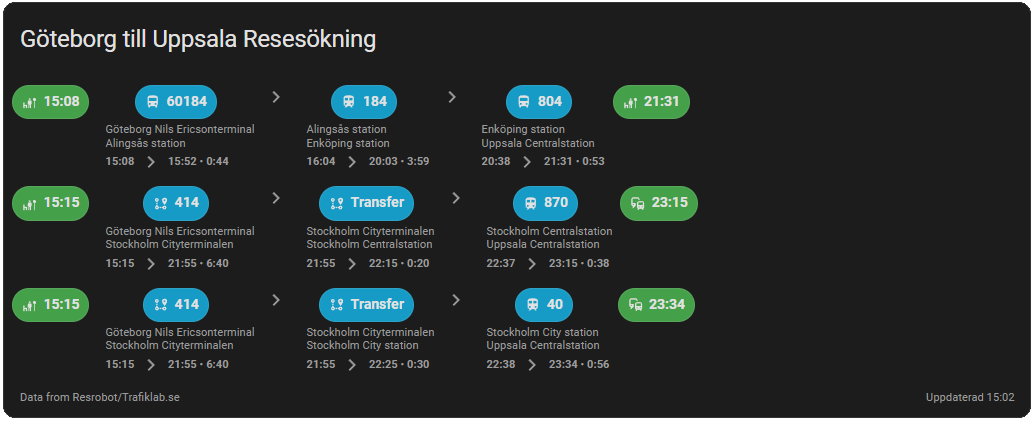 Göteborg till Uppsala Resesökning
15:08 60184 184 804 21:31
Göteborg Nils Ericsonterminal Alingsås station Enköping station
Alingsås station Enköping station Uppsala Centralstation
15:08 15:52 • 0:44 16:04 20:03 • 3:59 20:38 21:31 • 0:53
15:15 414 Transfer 870 23:15
Göteborg Nils Ericsonterminal Stockholm Cityterminalen Stockholm Centralstation
Stockholm Cityterminalen Stockholm Centralstation Uppsala Centralstation
15:15 21:55 • 6:40 21:55 22:15 • 0:20 22:37 23:15 • 0:38
15:15 414 Transfer 40 23:34
Göteborg Nils Ericsonterminal Stockholm Cityterminalen Stockholm City station
Stockholm Cityterminalen Stockholm City station Uppsala Centralstation
15:15 21:55 • 6:40 21:55 22:25 • 0:30 22:38 23:34 • 0:56
Data from Resrobot/Trafiklab.se Uppdaterad 15:02